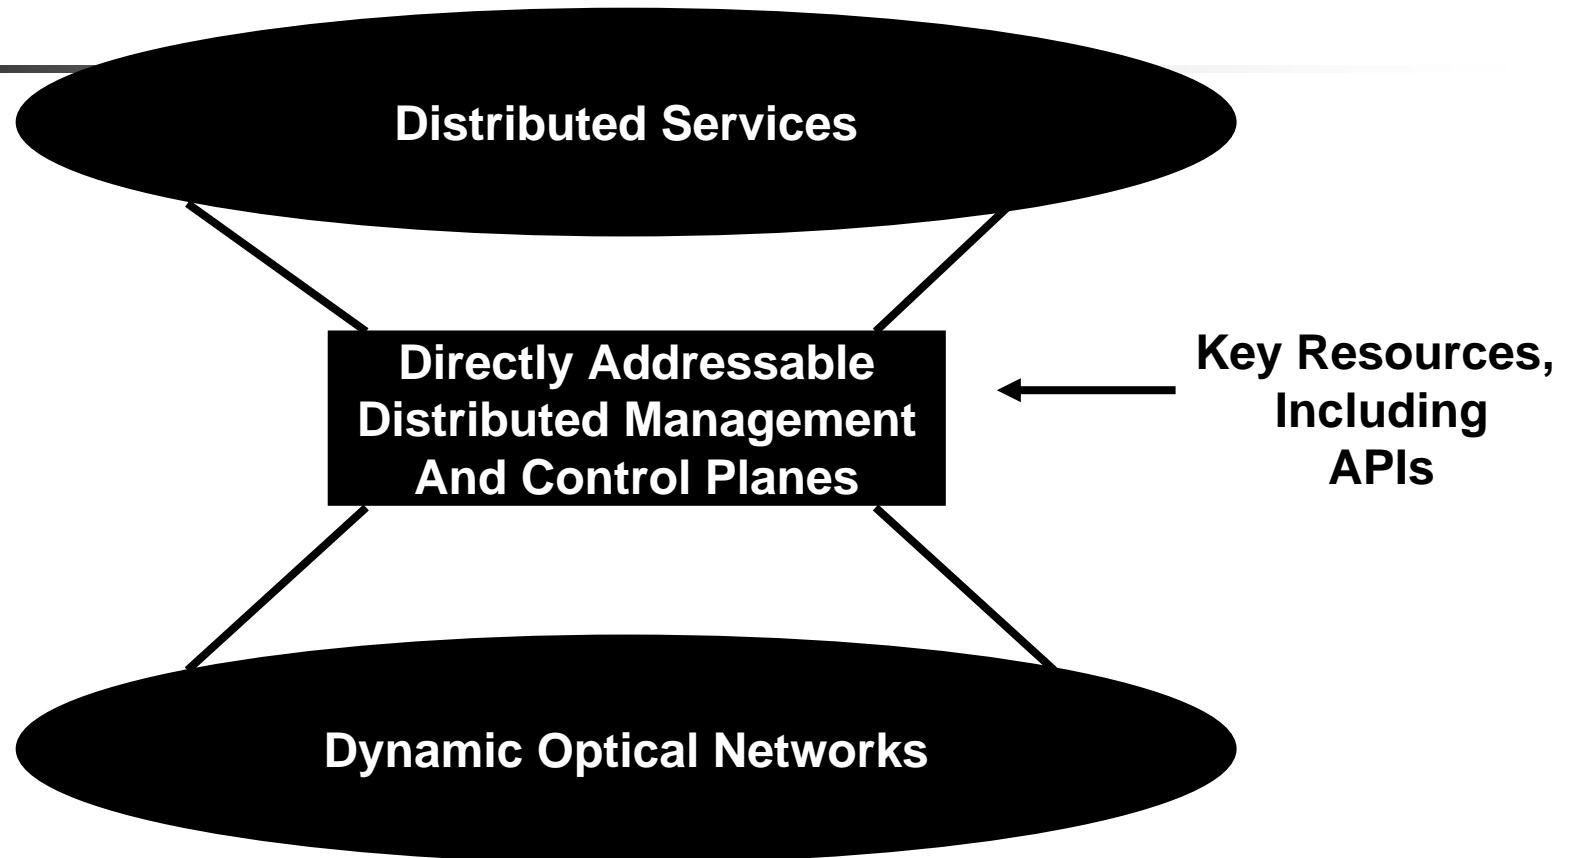 Distributed Services
Directly Addressable
Distributed Management
And Control Planes
Key Resources,
Including
APIs
Dynamic Optical Networks